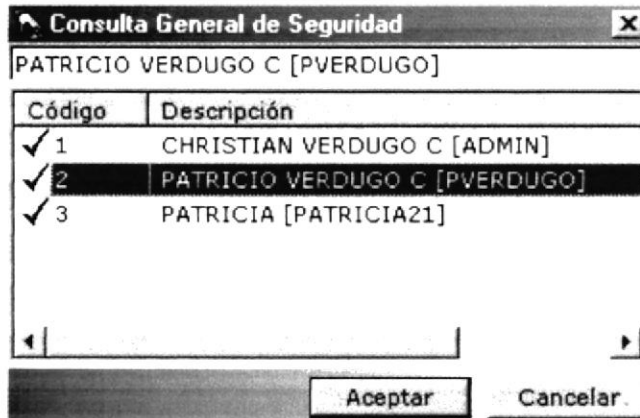 Consulta General de Seguridad
PATRICIO VERDUGO C [PVERDUGO]
Código Descripción
1 CHRISTIAN VERDUGO C [ADMIN]
2 PATRICIO VERDUGO C [PVERDUGO]
3 PATRICIA [PATRICIA21]
Aceptar Cancelar